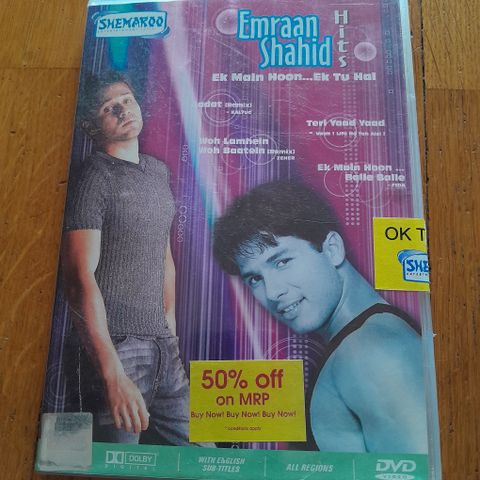 SHEMAROO
Emraan
Shahid
Hits
Ek Main Hoon...Ek Tu Hai
Aadat (Remix)
- KALYUG
Teri Yaad Yaad
Woh Lamhein
Woh Baatein (Remix)
- ZEHER
Ek Main Hoon ...
Balle Balle
- FIDA
OK T
SHE
50% off
on MRP
Buy Now! Buy Now! Buy Now!
* conditions apply
DOLBY
DIGITAL
WITH ENGLISH
SUB-TITLES
ALL REGIONS
DVD
VIDEO